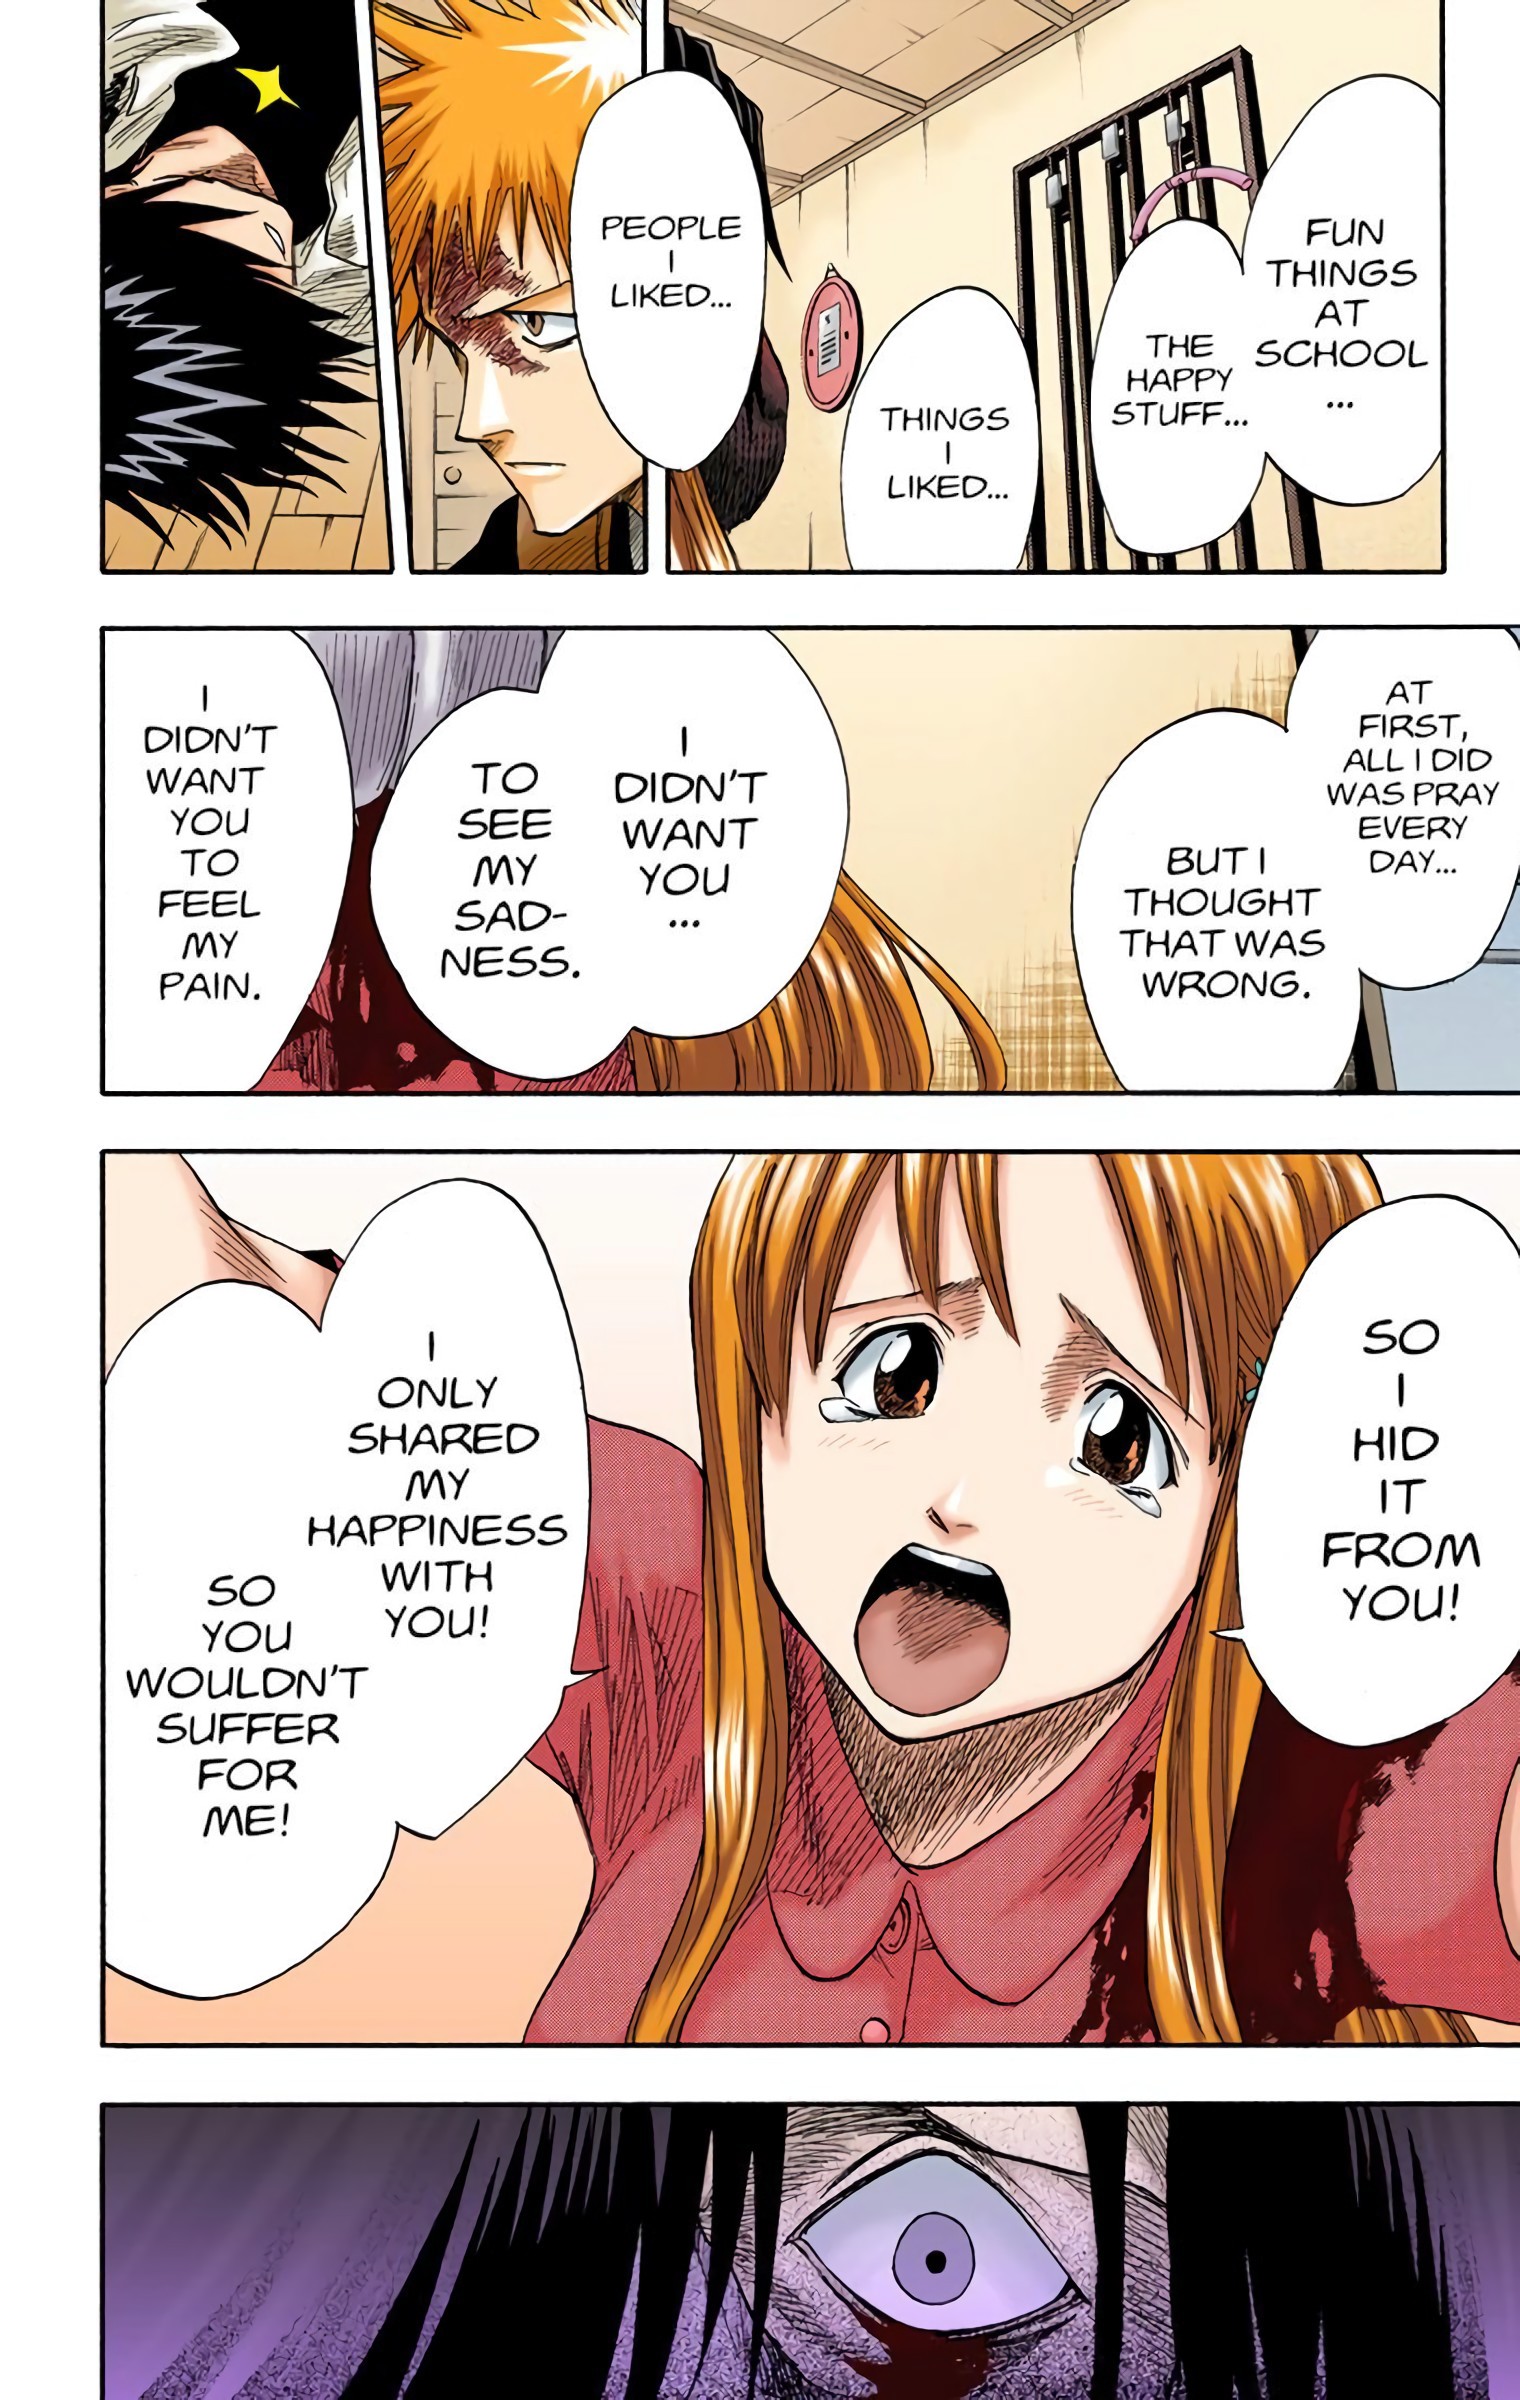 FUN
THINGS
AT
SCHOOL
...
THE
HAPPY
STUFF...
THINGS
I
LIKED...
PEOPLE
I
LIKED...
AT
FIRST,
ALL I DID
WAS PRAY
EVERY
DAY...
BUT I
THOUGHT
THAT WAS
WRONG.
I
DIDN'T
WANT
YOU
...
TO
SEE
MY
SAD-
NESS.
I
DIDN'T
WANT
YOU
TO
FEEL
MY
PAIN.
SO
I
HID
IT
FROM
YOU!
I
ONLY
SHARED
MY
HAPPINESS
WITH
YOU!
SO
YOU
WOULDN'T
SUFFER
FOR
ME!